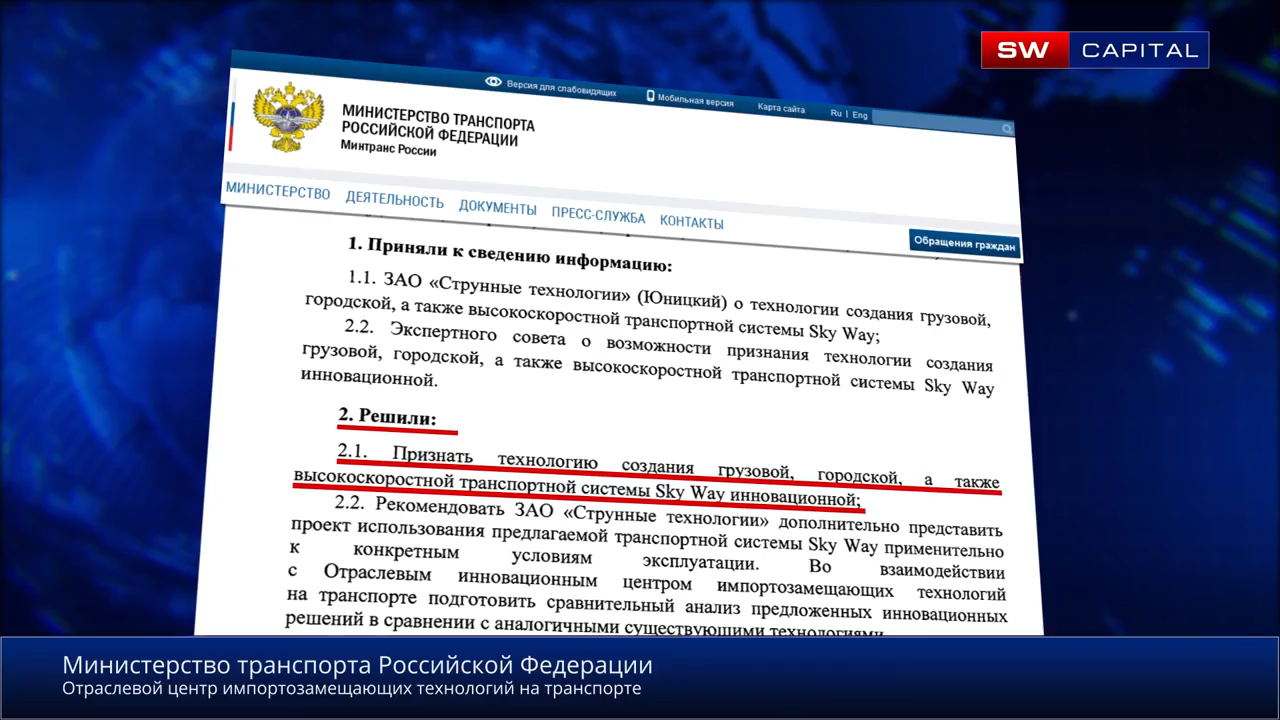 SW CAPITAL
Версия для слабовидящих Мобильная версия Карта сайта Ru | Eng
МИНИСТЕРСТВО ТРАНСПОРТА
РОССИЙСКОЙ ФЕДЕРАЦИИ
Минтранс России
МИНИСТЕРСТВО ДЕЯТЕЛЬНОСТЬ ДОКУМЕНТЫ ПРЕСС-СЛУЖБА КОНТАКТЫ
Обращения граждан
1. Приняли к сведению информацию:
1.1. ЗАО «Струнные технологии» (Юницкий) о технологии создания грузовой,
городской, а также высокоскоростной транспортной системы Sky Way;
2.2. Экспертного совета о возможности признания технологии создания
грузовой, городской, а также высокоскоростной транспортной системы Sky Way
инновационной.
2. Решили:
2.1. Признать технологию создания грузовой, городской, а также
высокоскоростной транспортной системы Sky Way инновационной;
2.2. Рекомендовать ЗАО «Струнные технологии» дополнительно представить
проект использования предлагаемой транспортной системы Sky Way применительно
к конкретным условиям эксплуатации. Во взаимодействии
с Отраслевым инновационным центром импортозамещающих технологий
на транспорте подготовить сравнительный анализ предложенных инновационных
решений в сравнении с аналогичными существующими технологиями.
Министерство транспорта Российской Федерации
Отраслевой центр импортозамещающих технологий на транспорте